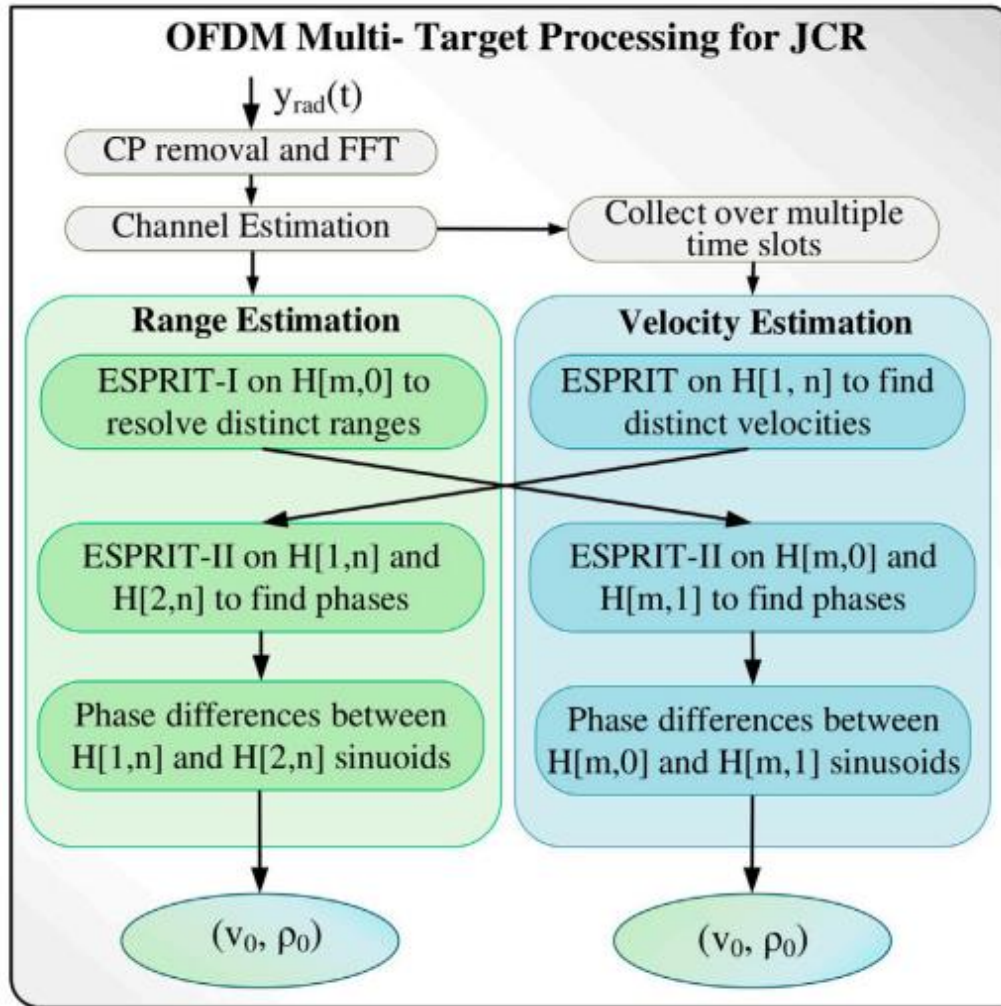 OFDM Multi- Target Processing for JCR
y_rad(t)
CP removal and FFT
Channel Estimation
Collect over multiple
time slots
Range Estimation
ESPRIT-I on H[m,0] to
resolve distinct ranges
ESPRIT-II on H[1,n] and
H[2,n] to find phases
Phase differences between
H[1,n] and H[2,n] sinuoids
(v₀, ρ₀)
Velocity Estimation
ESPRIT on H[1, n] to find
distinct velocities
ESPRIT-II on H[m,0] and
H[m,1] to find phases
Phase differences between
H[m,0] and H[m,1] sinusoids
(v₀, ρ₀)